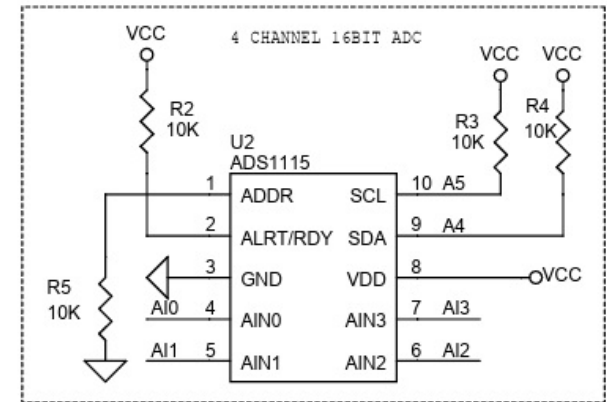 VCC
4 CHANNEL 16BIT ADC
VCC VCC
R2
10K
R3
10K
R4
10K
U2
ADS1115
1 ADDR SCL 10 A5
2 ALRT/RDY SDA 9 A4
3 GND VDD 8 VCC
R5
10K
AI0 4 AIN0 AIN3 7 AI3
AI1 5 AIN1 AIN2 6 AI2